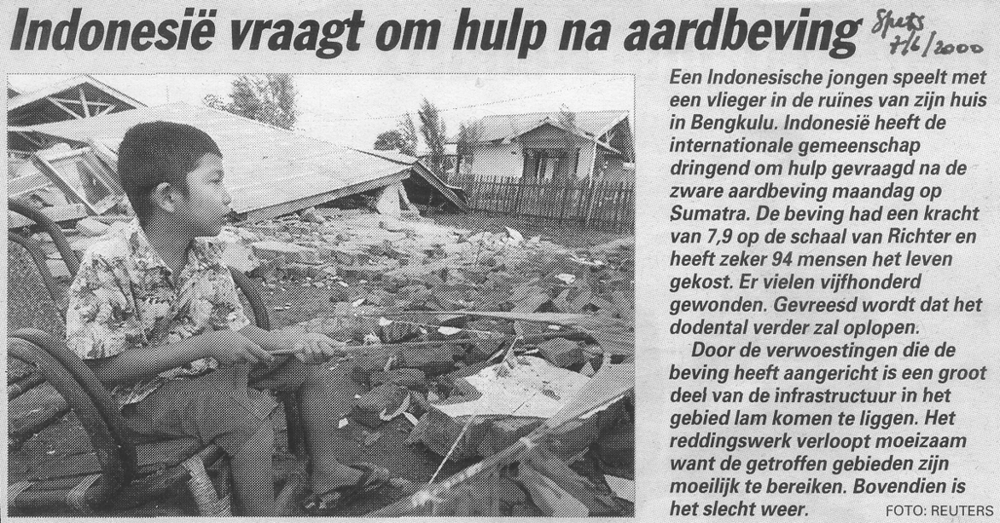 Indonesië vraagt om hulp na aardbeving
Spits
7/6/2000
Een Indonesische jongen speelt met
een vlieger in de ruïnes van zijn huis
in Bengkulu. Indonesië heeft de
internationale gemeenschap
dringend om hulp gevraagd na de
zware aardbeving maandag op
Sumatra. De beving had een kracht
van 7,9 op de schaal van Richter en
heeft zeker 94 mensen het leven
gekost. Er vielen vijfhonderd
gewonden. Gevreesd wordt dat het
dodental verder zal oplopen.
Door de verwoestingen die de
beving heeft aangericht is een groot
deel van de infrastructuur in het
gebied lam komen te liggen. Het
reddingswerk verloopt moeizaam
want de getroffen gebieden zijn
moeilijk te bereiken. Bovendien is
het slecht weer.
FOTO: REUTERS